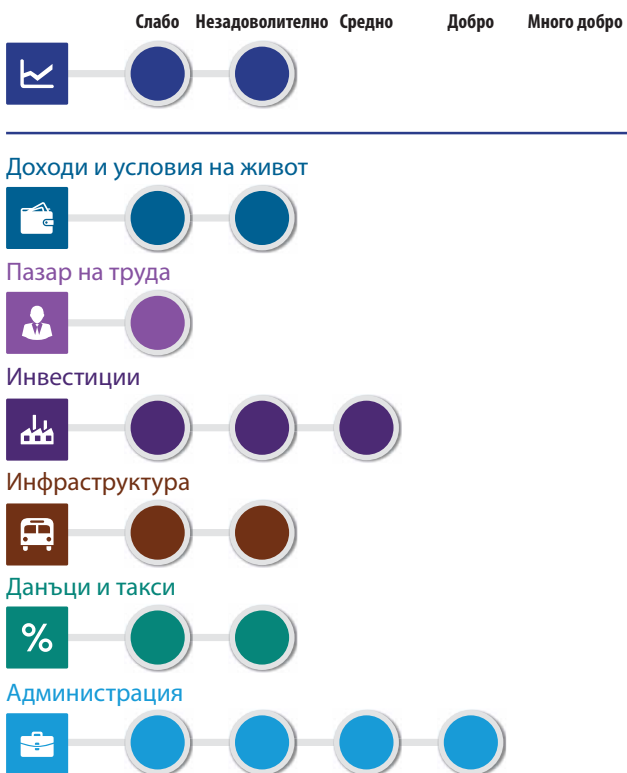 Слабо Незадоволително Средно Добро Много добро
Доходи и условия на живот
Пазар на труда
Инвестиции
Инфраструктура
Данъци и такси
%
Администрация